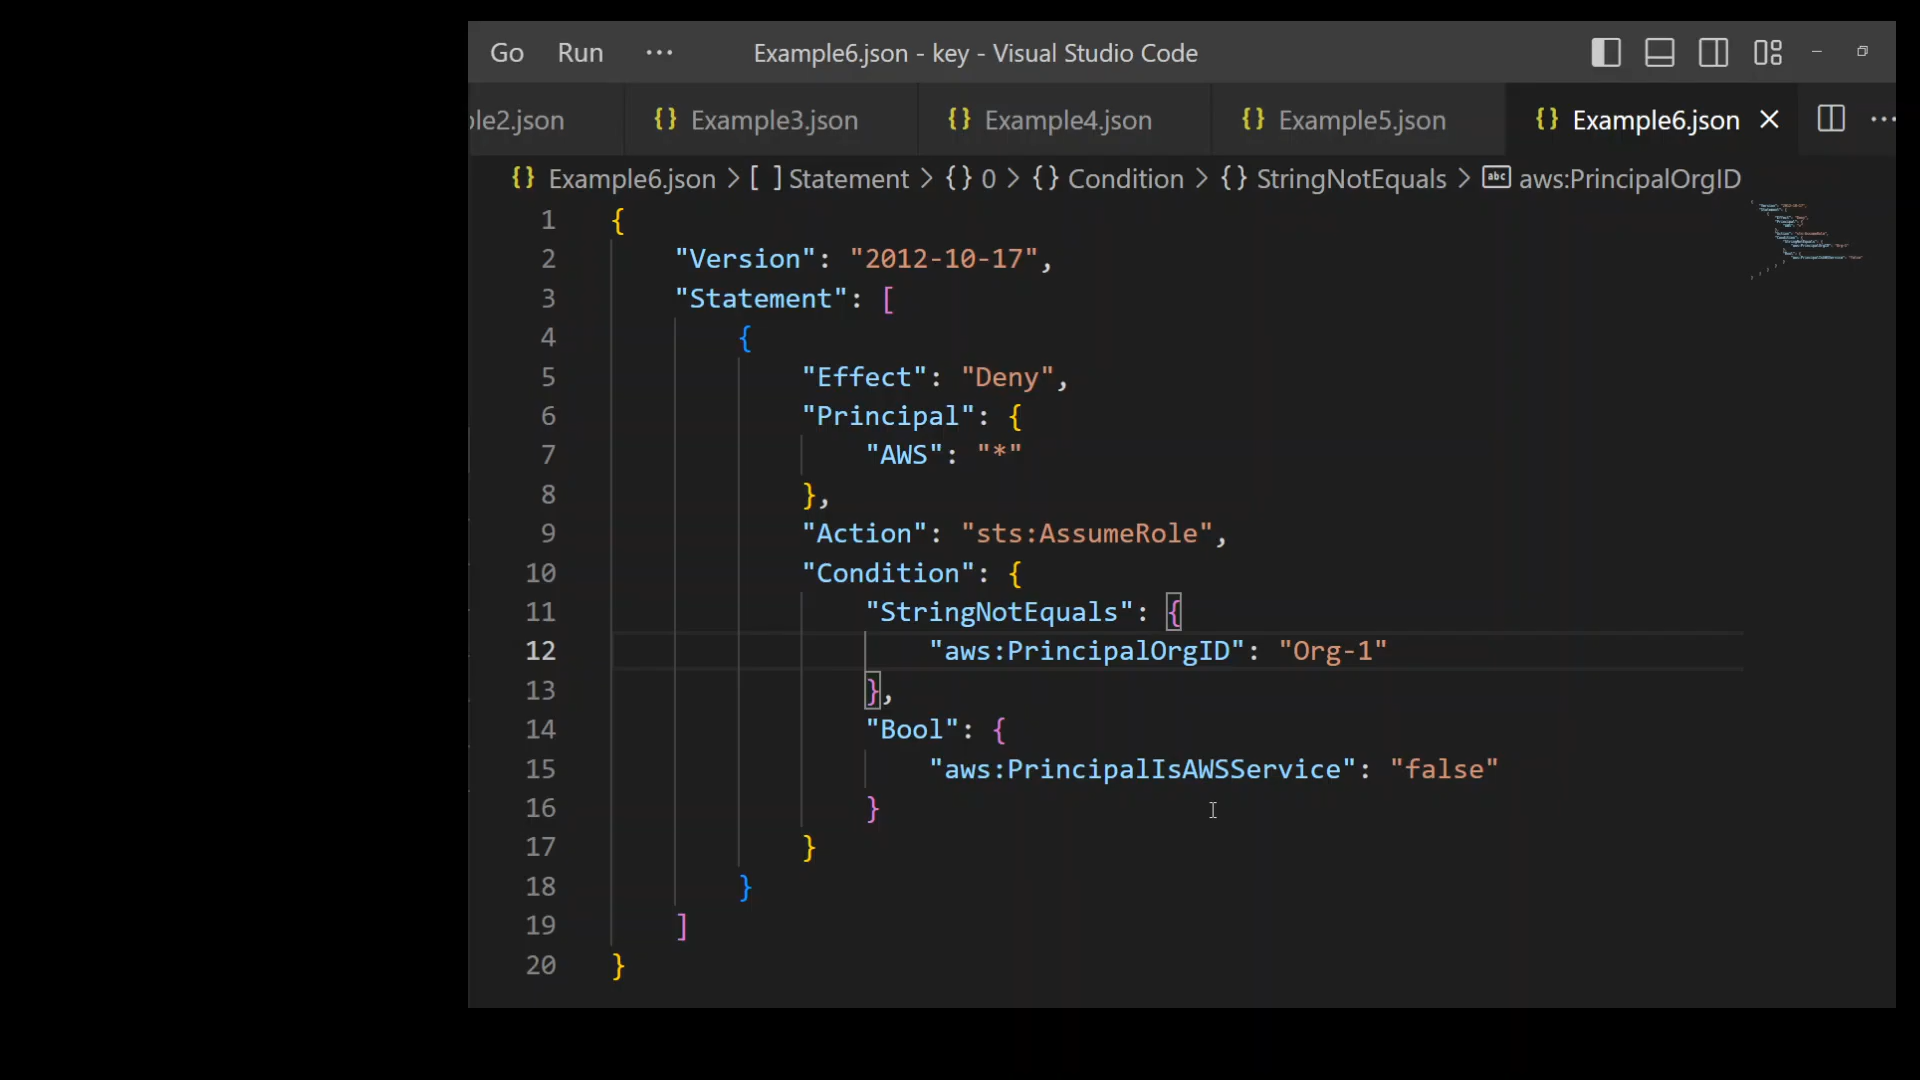 Go Run ··· Example6.json - key - Visual Studio Code
ple2.json {} Example3.json {} Example4.json {} Example5.json {} Example6.json
{} Example6.json > [ ] Statement > {} 0 > {} Condition > {} StringNotEquals > abc aws:PrincipalOrgID
1 {
2 "Version": "2012-10-17",
3 "Statement": [
4 {
5 "Effect": "Deny",
6 "Principal": {
7 "AWS": "*"
8 },
9 "Action": "sts:AssumeRole",
10 "Condition": {
11 "StringNotEquals": {
12 "aws:PrincipalOrgID": "Org-1"
13 },
14 "Bool": {
15 "aws:PrincipalIsAWSService": "false"
16 }
17 }
18 }
19 ]
20 }